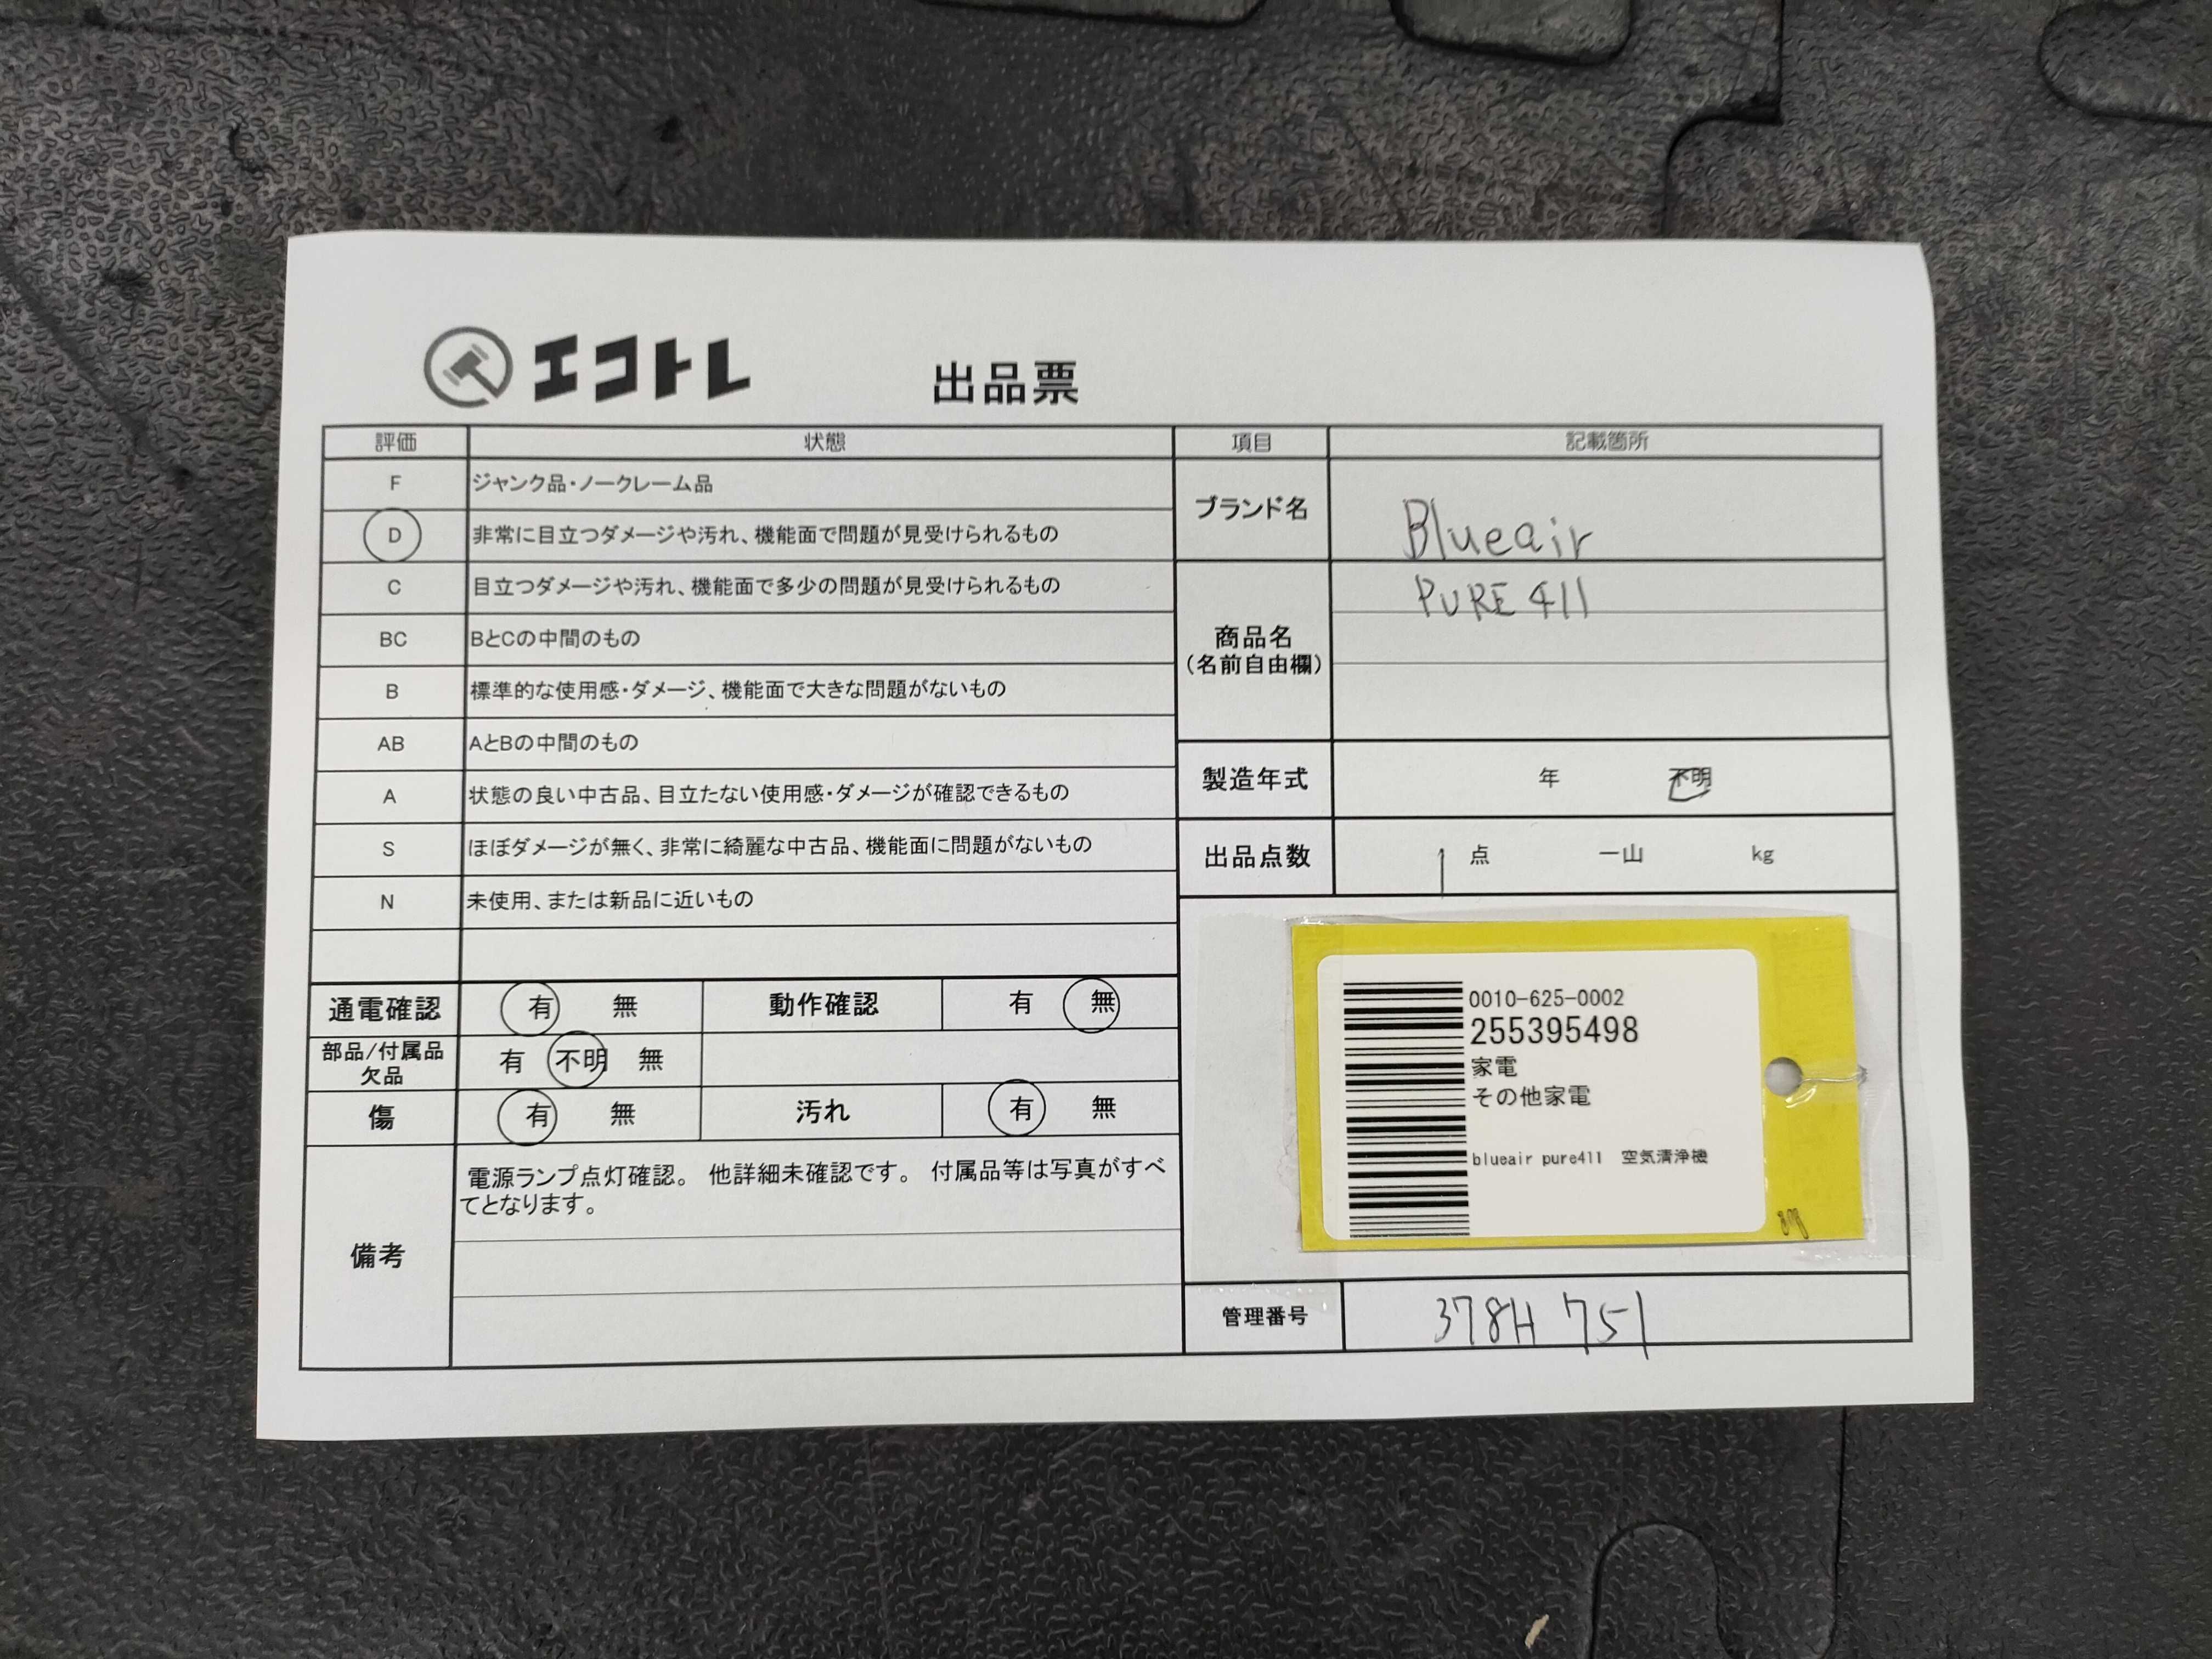 エコトレ 出品票
評価 状態
F ジャンク品・ノークレーム品
D 非常に目立つダメージや汚れ、機能面で問題が見受けられるもの
C 目立つダメージや汚れ、機能面で多少の問題が見受けられるもの
BC BとCの中間のもの
B 標準的な使用感・ダメージ、機能面で大きな問題がないもの
AB AとBの中間のもの
A 状態の良い中古品、目立たない使用感・ダメージが確認できるもの
S ほぼダメージが無く、非常に綺麗な中古品、機能面に問題がないもの
N 未使用、または新品に近いもの
通電確認 有 無 動作確認 有 無
部品/付属品
欠品 有 不明 無
傷 有 無 汚れ 有 無
備考
電源ランプ点灯確認。 他詳細未確認です。 付属品等は写真がすべ
てとなります。
項目 記載箇所
ブランド名 Blueair
商品名
(名前自由欄)
PURE 411
製造年式 年 不明
出品点数 1 点 一山 kg
0010-625-0002
255395498
家電
その他家電
blueair pure411 空気清浄機
管理番号 378H 751